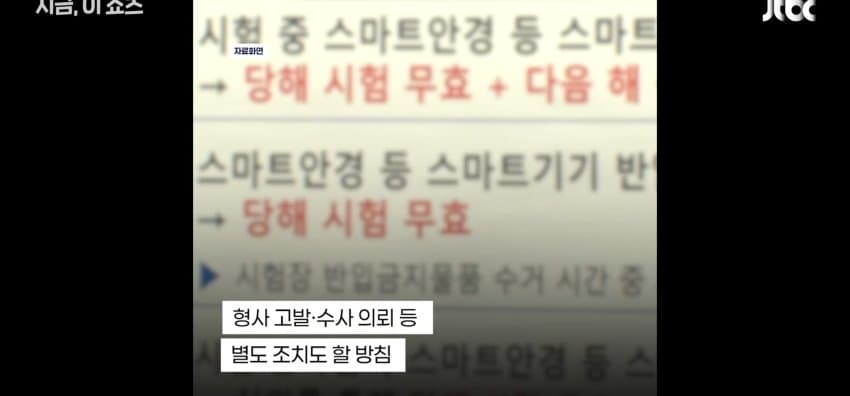 지금, 이 쇼츠
jtbc
시험 중 스마트안경 등 스마트
자료화면
→ 당해 시험 무효 + 다음 해
스마트안경 등 스마트기기 반입
→ 당해 시험 무효
▶ 시험장 반입금지물품 수거 시간 중
형사 고발·수사 의뢰 등
스마트안경 등 스
별도 조치도 할 방침